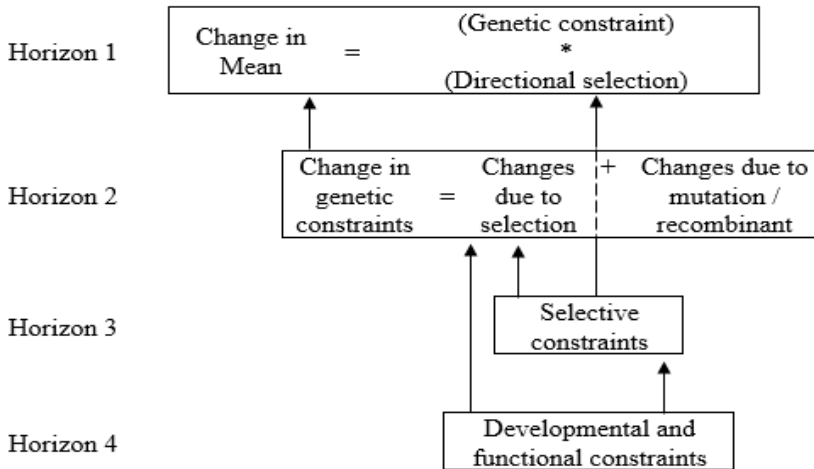 Horizon 1
Change in
Mean
=
(Genetic constraint)
*
(Directional selection)
Horizon 2
Change in
genetic
constraints
=
Changes
due to
selection
+
Changes due to
mutation /
recombinant
Horizon 3
Selective
constraints
Horizon 4
Developmental and
functional constraints